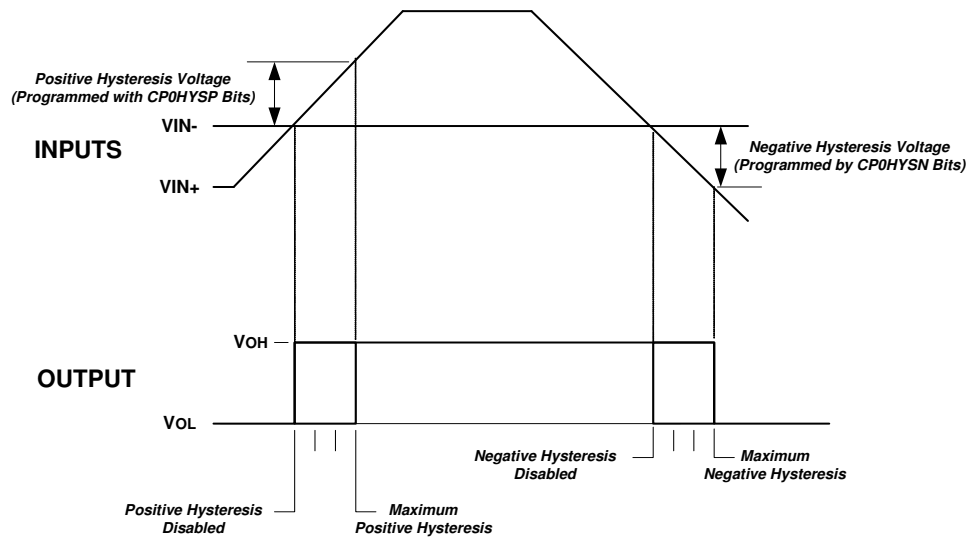 Positive Hysteresis Voltage
(Programmed with CP0HYSP Bits)
VIN-
INPUTS
Negative Hysteresis Voltage
(Programmed by CP0HYSN Bits)
VIN+
VOH
OUTPUT
VOL
Negative Hysteresis
Disabled
Maximum
Negative Hysteresis
Positive Hysteresis
Disabled
Maximum
Positive Hysteresis